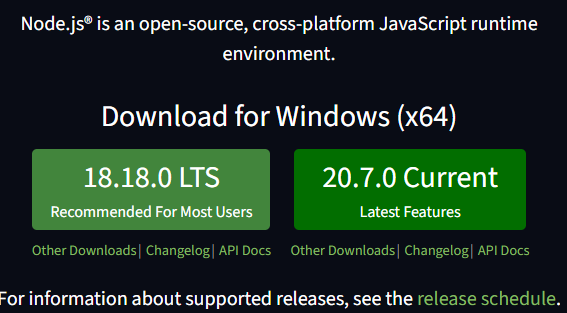 Node.js® is an open-source, cross-platform JavaScript runtime
environment.
Download for Windows (x64)
18.18.0 LTS
Recommended For Most Users
20.7.0 Current
Latest Features
Other Downloads| Changelog| API Docs
Other Downloads| Changelog| API Docs
For information about supported releases, see the release schedule.